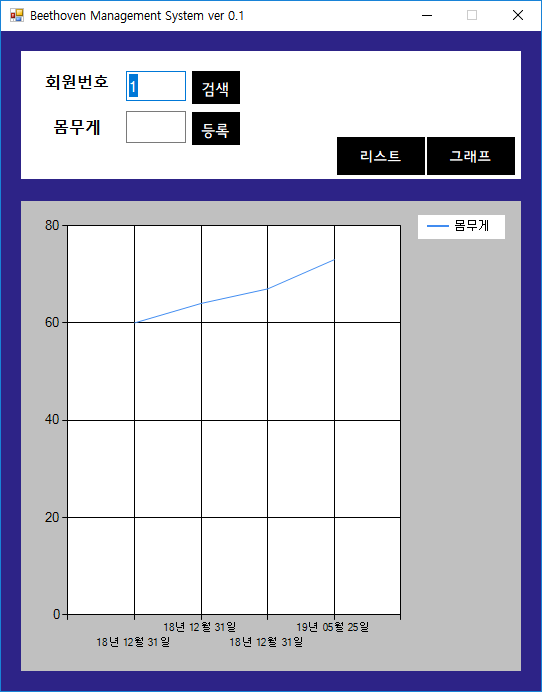 Beethoven Management System ver 0.1
회원번호 1 검색
몸무게 등록
리스트 그래프
몸무게
80
60
40
20
0
18년 12월 31일 19년 05월 25일
18년 12월 31일 18년 12월 31일